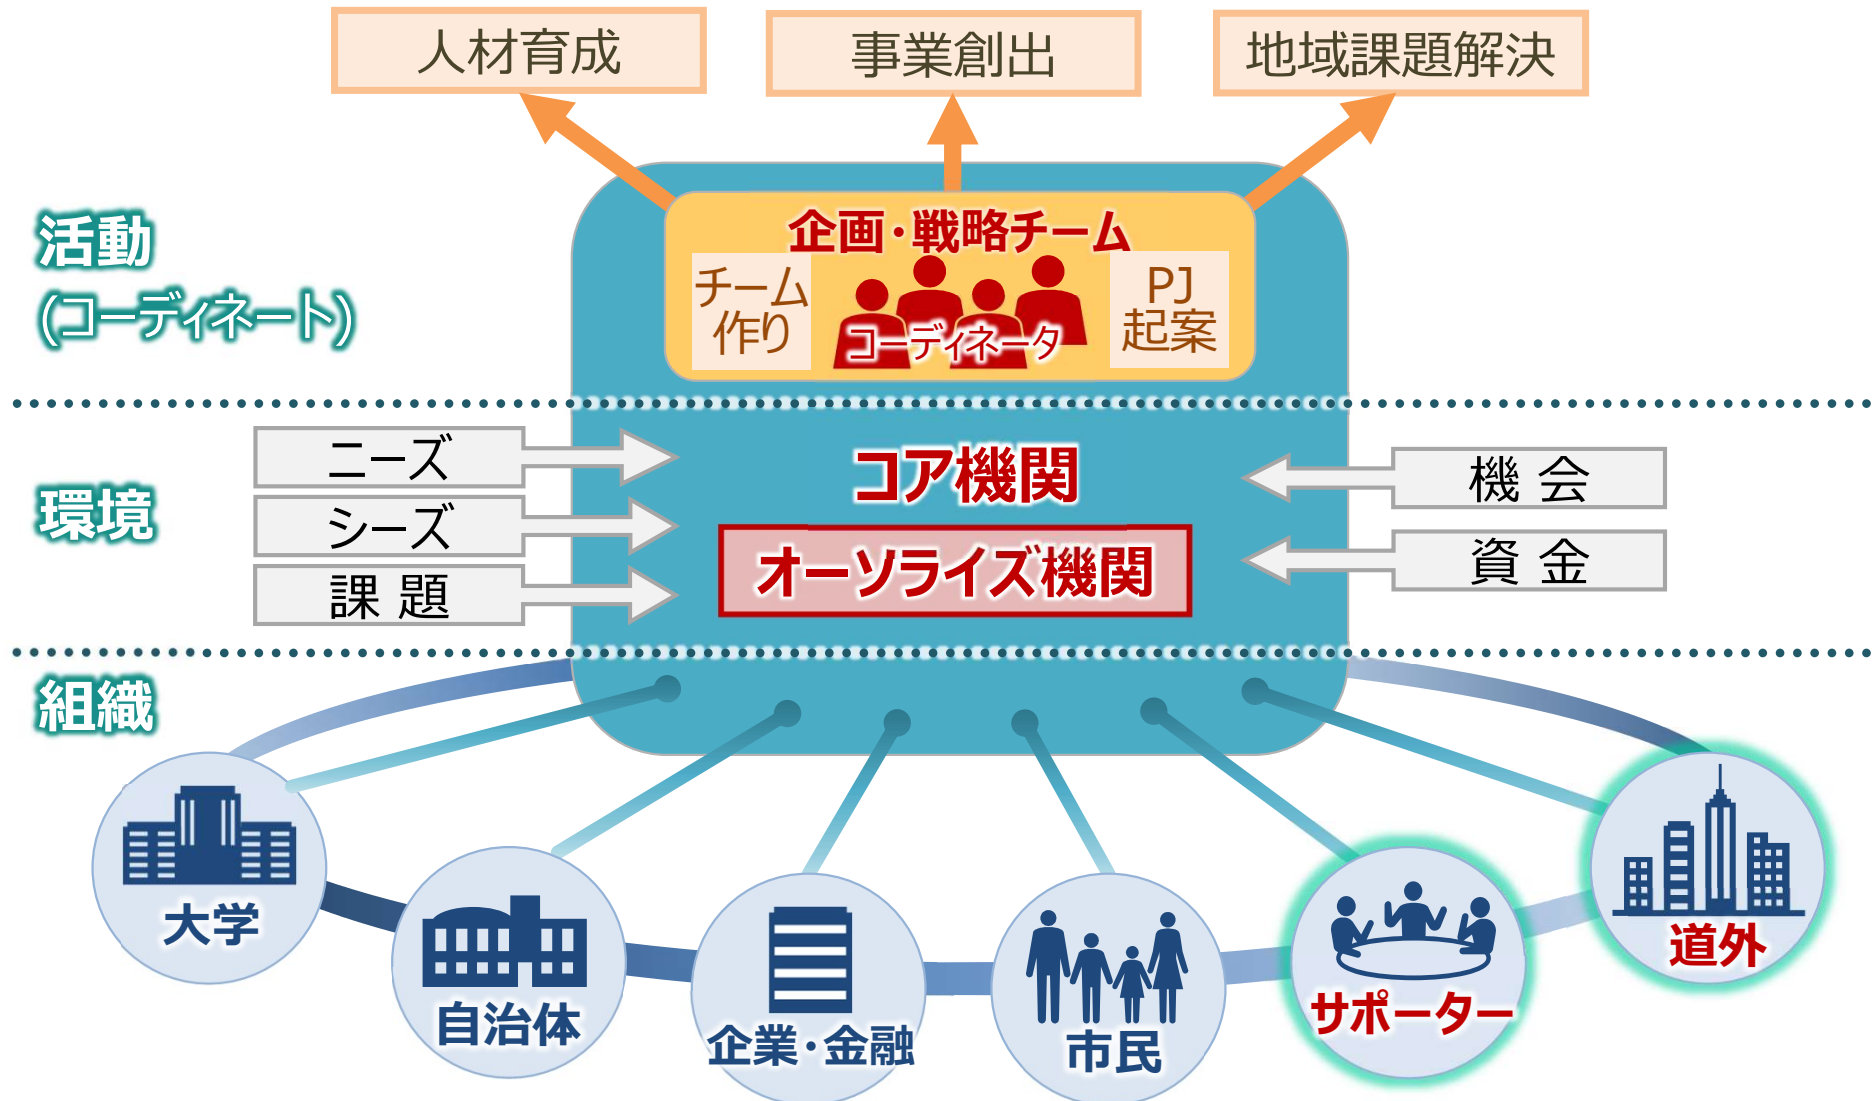 人材育成
事業創出
地域課題解決
活動
(コーディネート)
企画・戦略チーム
チーム
作り
コーディネータ
PJ
起案
環境
ニーズ
シーズ
課 題
コア機関
オーソライズ機関
機 会
資 金
組織
大学
自治体
企業・金融
市民
サポーター
道外